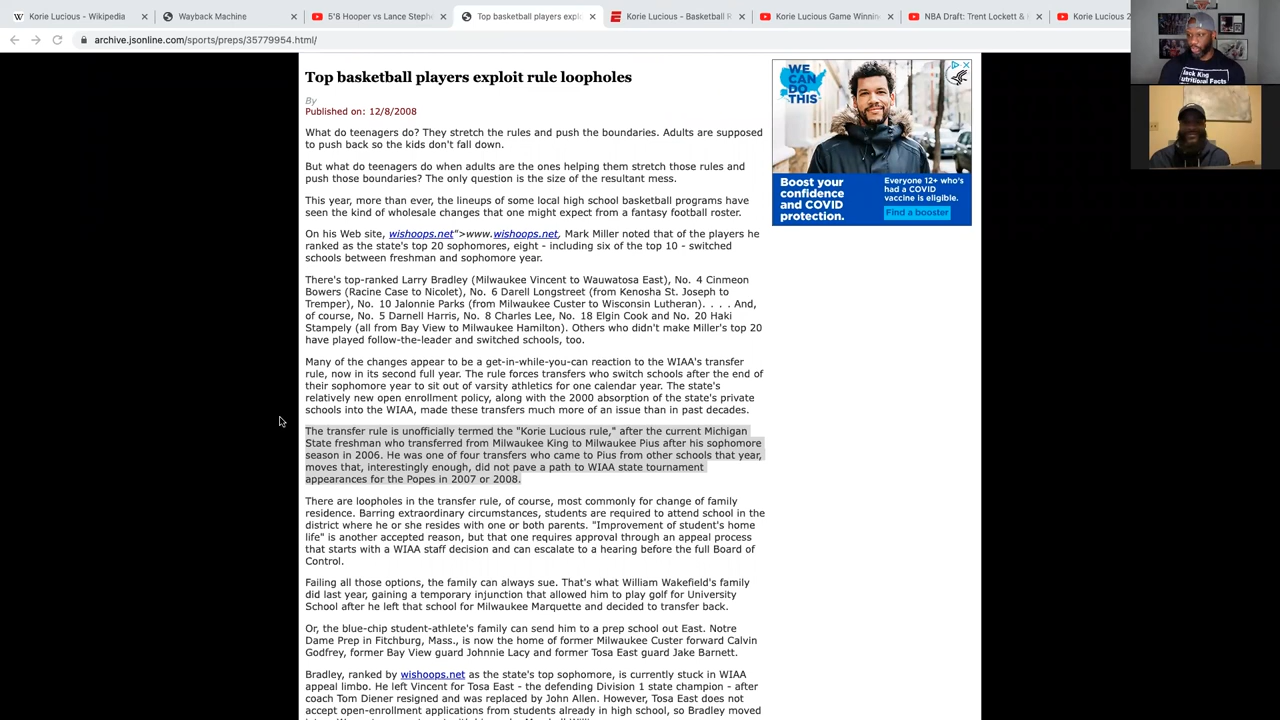 Korie Lucious - Wikipedia
Wayback Machine
5'8 Hooper vs Lance Steph
Top basketball players expl
Korie Lucious - Basketball R
Korie Lucious Game Winnin
NBA Draft: Trent Lockett &
Korie Lucious 2
archive.jsonline.com/sports/preps/35779954.html/
Top basketball players exploit rule loopholes
By
Published on: 12/8/2008
What do teenagers do? They stretch the rules and push the boundaries. Adults are supposed
to push back so the kids don't fall down.
But what do teenagers do when adults are the ones helping them stretch those rules and
push those boundaries? The only question is the size of the resultant mess.
This year, more than ever, the lineups of some local high school basketball programs have
seen the kind of wholesale changes that one might expect from a fantasy football roster.
On his Web site, wishoops.net">www.wishoops.net, Mark Miller noted that of the players he
ranked as the state's top 20 sophomores, eight - including six of the top 10 - switched
schools between freshman and sophomore year.
There's top-ranked Larry Bradley (Milwaukee Vincent to Wauwatosa East), No. 4 Cinmeon
Bowers (Racine Case to Nicolet), No. 6 Darell Longstreet (from Kenosha St. Joseph to
Tremper), No. 10 Jalonnie Parks (from Milwaukee Custer to Wisconsin Lutheran). . . . And,
of course, No. 5 Darnell Harris, No. 8 Charles Lee, No. 18 Elgin Cook and No. 20 Haki
Stampely (all from Bay View to Milwaukee Hamilton). Others who didn't make Miller's top 20
have played follow-the-leader and switched schools, too.
Many of the changes appear to be a get-in-while-you-can reaction to the WIAA's transfer
rule, now in its second full year. The rule forces transfers who switch schools after the end of
their sophomore year to sit out of varsity athletics for one calendar year. The state's
relatively new open enrollment policy, along with the 2000 absorption of the state's private
schools into the WIAA, made these transfers much more of an issue than in past decades.
The transfer rule is unofficially termed the "Korie Lucious rule," after the current Michigan
State freshman who transferred from Milwaukee King to Milwaukee Pius after his sophomore
season in 2006. He was one of four transfers who came to Pius from other schools that year,
moves that, interestingly enough, did not pave a path to WIAA state tournament
appearances for the Popes in 2007 or 2008.
There are loopholes in the transfer rule, of course, most commonly for change of family
residence. Barring extraordinary circumstances, students are required to attend school in the
district where he or she resides with one or both parents. "Improvement of student's home
life" is another accepted reason, but that one requires approval through an appeal process
that starts with a WIAA staff decision and can escalate to a hearing before the full Board of
Control.
Failing all those options, the family can always sue. That's what William Wakefield's family
did last year, gaining a temporary injunction that allowed him to play golf for University
School after he left that school for Milwaukee Marquette and decided to transfer back.
Or, the blue-chip student-athlete's family can send him to a prep school out East. Notre
Dame Prep in Fitchburg, Mass., is now the home of former Milwaukee Custer forward Calvin
Godfrey, former Bay View guard Johnnie Lacy and former Tosa East guard Jake Barnett.
Bradley, ranked by wishoops.net as the state's top sophomore, is currently stuck in WIAA
appeal limbo. He left Vincent for Tosa East - the defending Division 1 state champion - after
coach Tom Diener resigned and was replaced by John Allen. However, Tosa East does not
accept open-enrollment applications from students already in high school, so Bradley moved
WE
CAN DO
THIS
Boost your
confidence
and COVID
protection.
Everyone 12+ who's
had a COVID
vaccine is eligible.
Find a booster
Jack King
utritional Facts